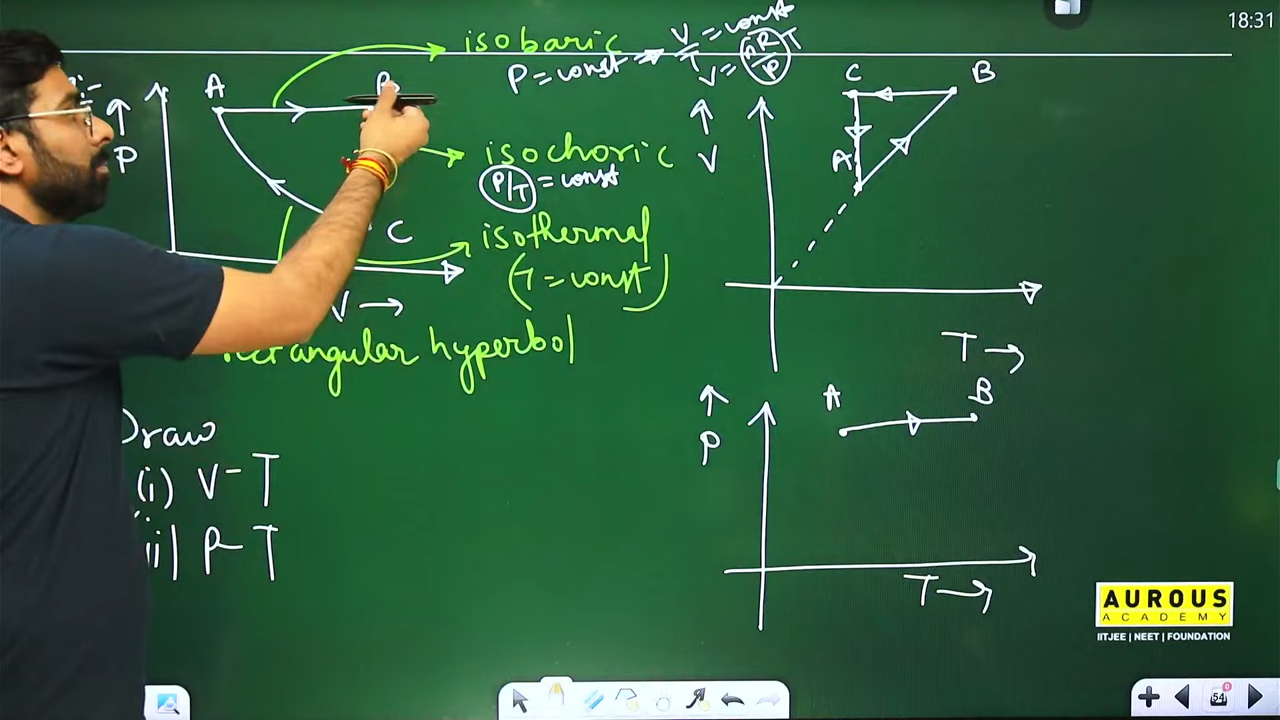 18:31
isobaric
P = const ⇒ V/T = const
V = nR/P T
A
B
P
isochoric
P/T = const
C
isothermal
(T = const)
V →
rectangular hyperbol
C
B
V
A
T →
Draw
(i) V-T
(ii) P-T
A
B
P
T →
AUROUS
ACADEMY
IITJEE | NEET | FOUNDATION
54